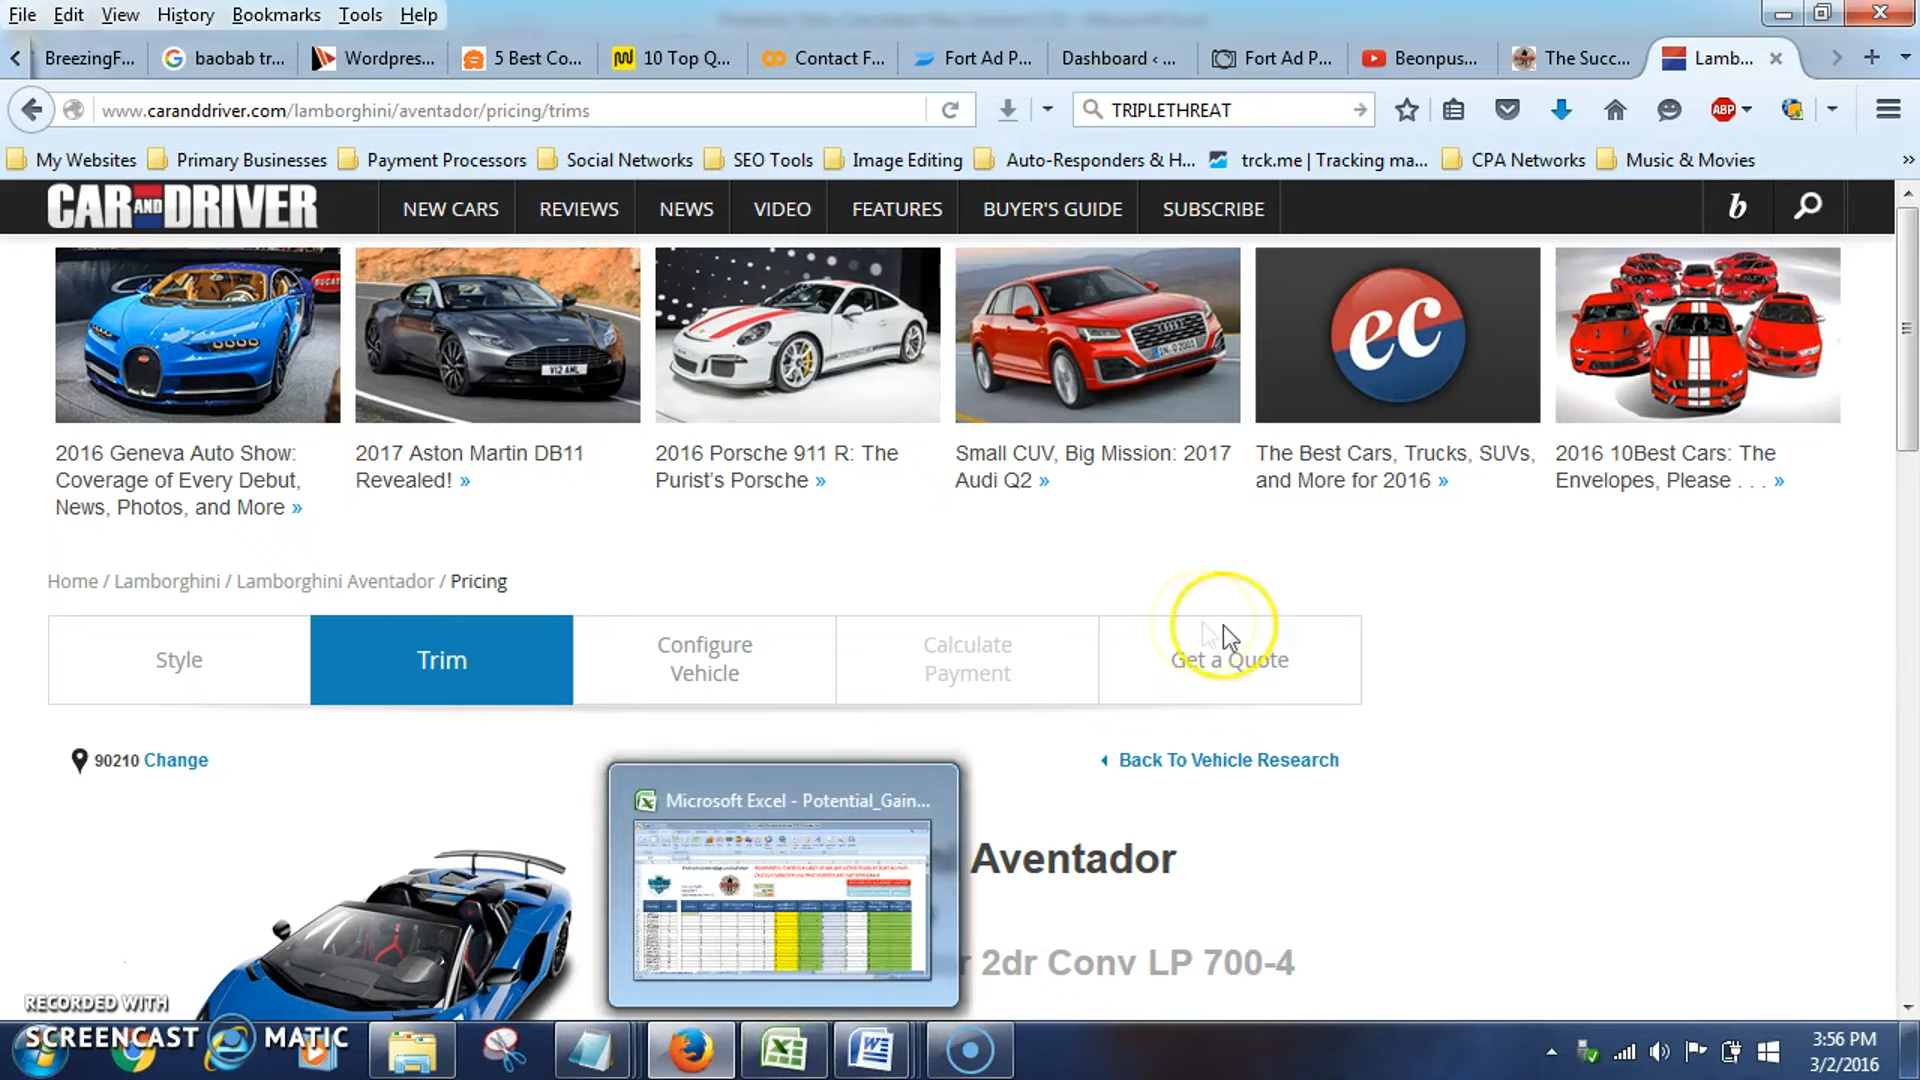 File Edit View History Bookmarks Tools Help
BreezingF... baobab tr... Wordpres... 5 Best Co... 10 Top Q... Contact F... Fort Ad P... Dashboard ‹ ... Fort Ad P... Beonpus... The Succ... Lamb...
www.caranddriver.com/lamborghini/aventador/pricing/trims TRIPLETHREAT ABP
My Websites Primary Businesses Payment Processors Social Networks SEO Tools Image Editing Auto-Responders & H... trck.me | Tracking ma... CPA Networks Music & Movies »
CAR AND DRIVER NEW CARS REVIEWS NEWS VIDEO FEATURES BUYER'S GUIDE SUBSCRIBE b
DUCATI
V12 AML
PORSCHE
IN·Q 2001
ec
2016 Geneva Auto Show:
Coverage of Every Debut,
News, Photos, and More »
2017 Aston Martin DB11
Revealed! »
2016 Porsche 911 R: The
Purist's Porsche »
Small CUV, Big Mission: 2017
Audi Q2 »
The Best Cars, Trucks, SUVs,
and More for 2016 »
2016 10Best Cars: The
Envelopes, Please . . . »
Home / Lamborghini / Lamborghini Aventador / Pricing
Style
Trim
Configure
Vehicle
Calculate
Payment
Get a Quote
90210 Change
Back To Vehicle Research
Microsoft Excel - Potential_Gain...
Aventador
r 2dr Conv LP 700-4
RECORDED WITH
SCREENCAST MATIC
3:56 PM
3/2/2016